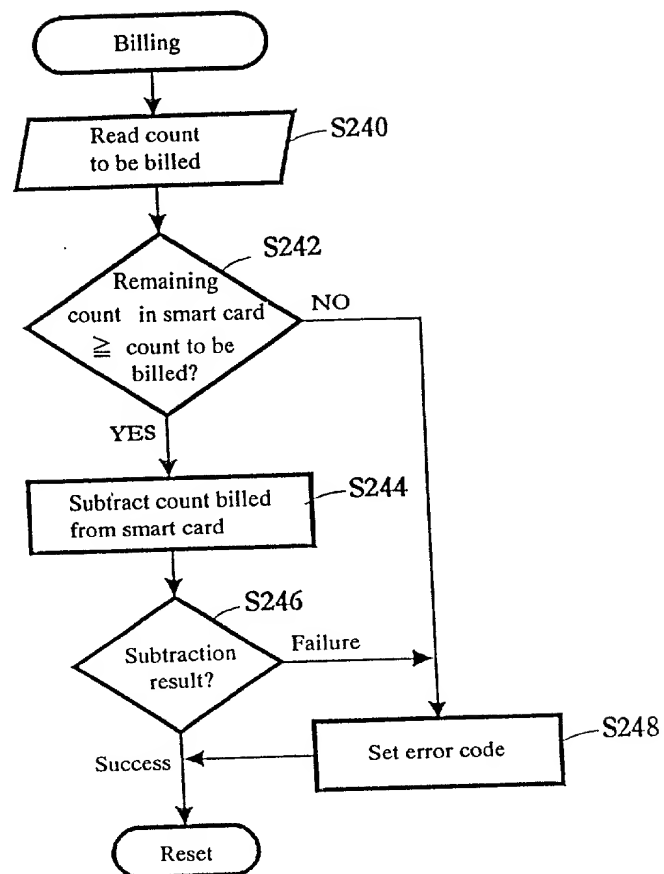 Billing
Read count
to be billed
S240
S242
Remaining
count in smart card
≧ count to be
billed?
NO
YES
Subtract count billed
from smart card
S244
S246
Subtraction
result?
Failure
Success
Set error code
S248
Reset